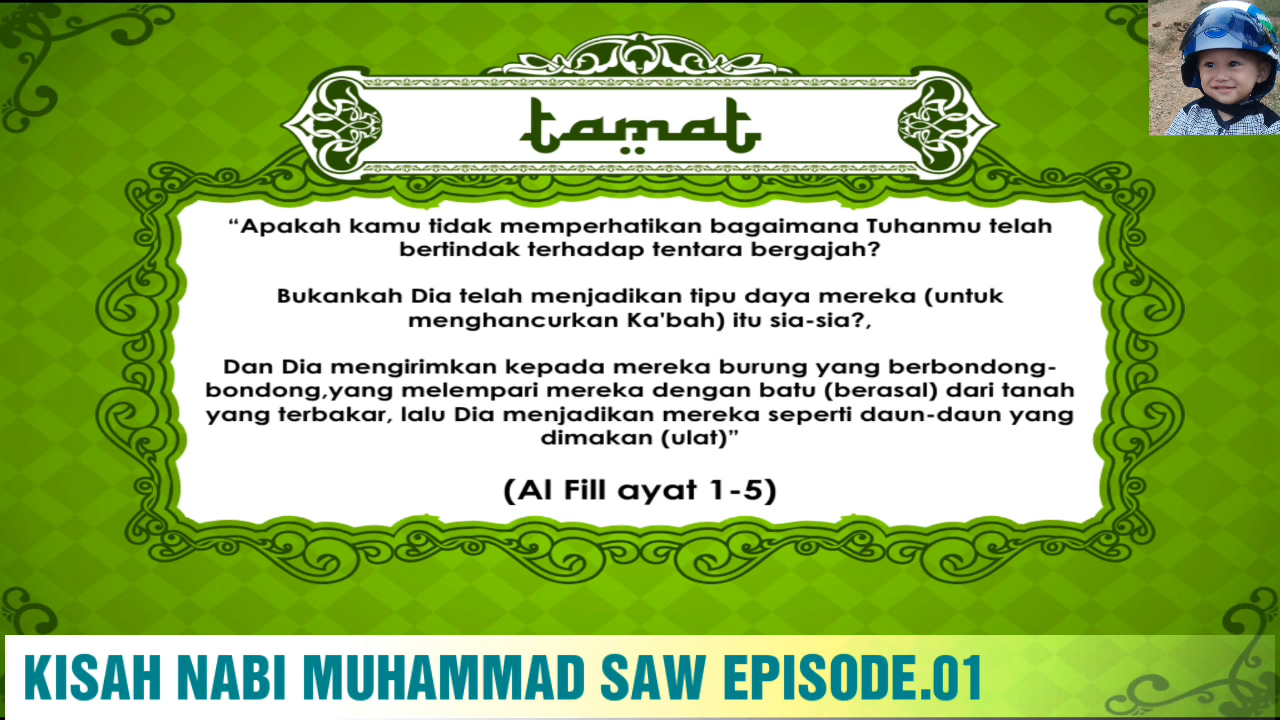 tamat
“Apakah kamu tidak memperhatikan bagaimana Tuhanmu telah
bertindak terhadap tentara bergajah?
Bukankah Dia telah menjadikan tipu daya mereka (untuk
menghancurkan Ka'bah) itu sia-sia?,
Dan Dia mengirimkan kepada mereka burung yang berbondong-
bondong,yang melempari mereka dengan batu (berasal) dari tanah
yang terbakar, lalu Dia menjadikan mereka seperti daun-daun yang
dimakan (ulat)”
(Al Fill ayat 1-5)
KISAH NABI MUHAMMAD SAW EPISODE.01